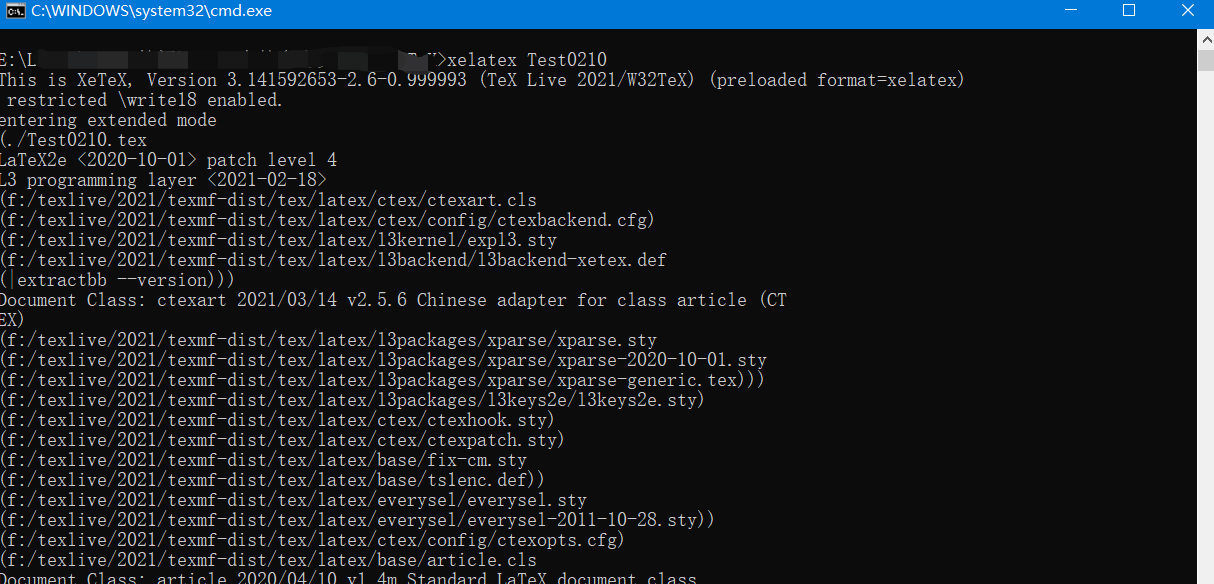 C:\WINDOWS\system32\cmd.exe
E:\L >xelatex Test0210
This is XeTeX, Version 3.141592653-2.6-0.999993 (TeX Live 2021/W32TeX) (preloaded format=xelatex)
restricted \write18 enabled.
entering extended mode
(./Test0210.tex
LaTeX2e <2020-10-01> patch level 4
L3 programming layer <2021-02-18>
(f:/texlive/2021/texmf-dist/tex/latex/ctex/ctexart.cls
(f:/texlive/2021/texmf-dist/tex/latex/ctex/config/ctexbackend.cfg)
(f:/texlive/2021/texmf-dist/tex/latex/l3kernel/expl3.sty
(f:/texlive/2021/texmf-dist/tex/latex/l3backend/l3backend-xetex.def
(|extractbb --version)))
Document Class: ctexart 2021/03/14 v2.5.6 Chinese adapter for class article (CT
EX)
(f:/texlive/2021/texmf-dist/tex/latex/l3packages/xparse/xparse.sty
(f:/texlive/2021/texmf-dist/tex/latex/l3packages/xparse/xparse-2020-10-01.sty
(f:/texlive/2021/texmf-dist/tex/latex/l3packages/xparse/xparse-generic.tex)))
(f:/texlive/2021/texmf-dist/tex/latex/l3packages/l3keys2e/l3keys2e.sty)
(f:/texlive/2021/texmf-dist/tex/latex/ctex/ctexhook.sty)
(f:/texlive/2021/texmf-dist/tex/latex/ctex/ctexpatch.sty)
(f:/texlive/2021/texmf-dist/tex/latex/base/fix-cm.sty
(f:/texlive/2021/texmf-dist/tex/latex/base/ts1enc.def))
(f:/texlive/2021/texmf-dist/tex/latex/everysel/everysel.sty
(f:/texlive/2021/texmf-dist/tex/latex/everysel/everysel-2011-10-28.sty))
(f:/texlive/2021/texmf-dist/tex/latex/ctex/config/ctexopts.cfg)
(f:/texlive/2021/texmf-dist/tex/latex/base/article.cls
Document Class: article 2020/04/10 v1.4m Standard LaTeX document class